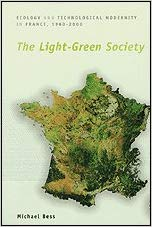 ECOLOGY AND TECHNOLOGICAL MODERNITY
IN FRANCE, 1960-2000
The Light-Green Society
Michael Bess